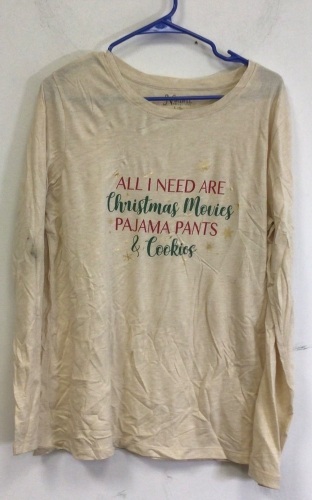 ALL I NEED ARE
Christmas Movies
PAJAMA PANTS
& Cookies